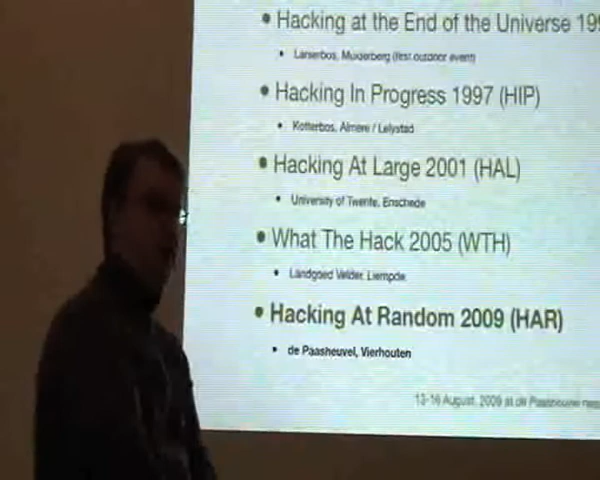 • Hacking at the End of the Universe 199
• Larserbos, (first outdoor event)
• Hacking In Progress 1997 (HIP)
• Kotterbos, Almere / Lelystad
• Hacking At Large 2001 (HAL)
• University of Twente, Enschede
• What The Hack 2005 (WTH)
• Landgoed Velder, Liempde
• Hacking At Random 2009 (HAR)
• de Paasheuvel, Vierhouten
13-16 August, 2009 at de Paasheuvel